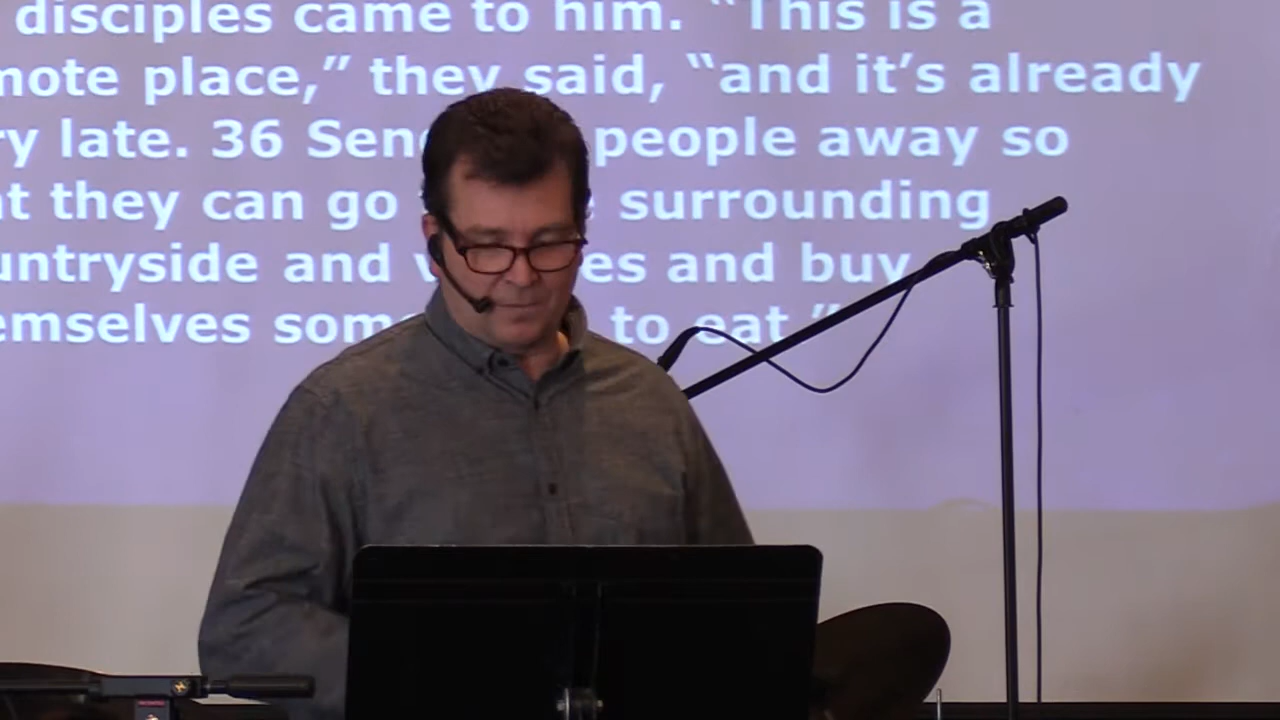 disciples came to him. “This is a
mote place,” they said, “and it’s already
ry late. 36 Sen people away so
at they can go surrounding
untryside and v es and buy
emselves som to eat.”